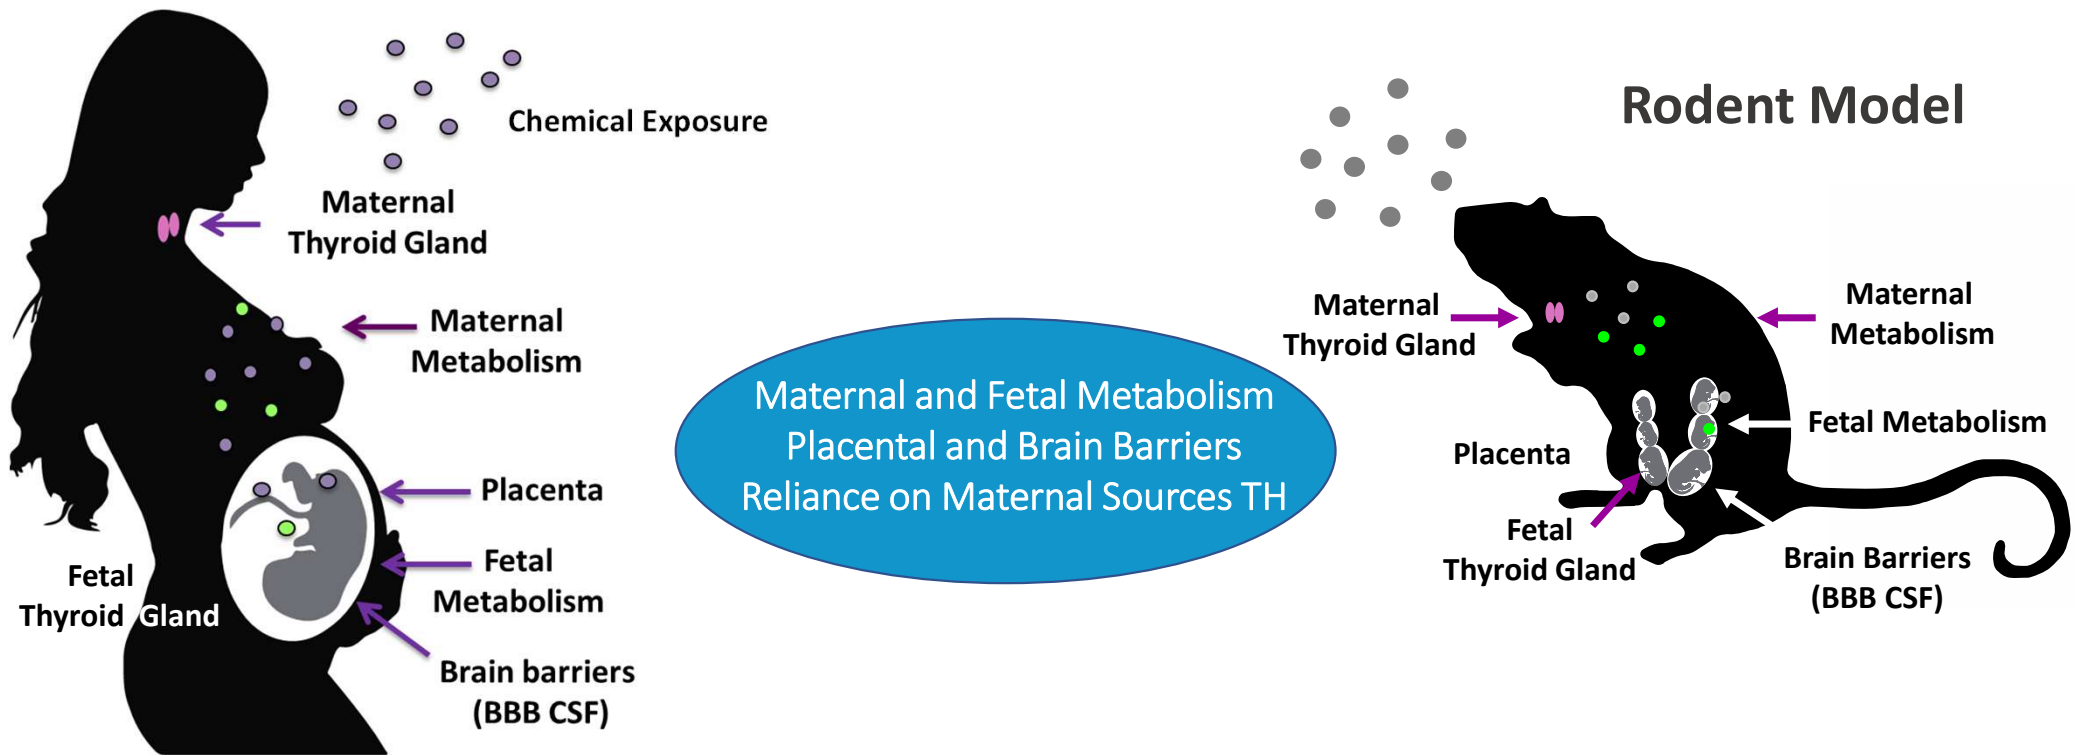 Chemical Exposure
Maternal
Thyroid Gland
Maternal
Metabolism
Placenta
Fetal
Metabolism
Fetal
Thyroid Gland
Brain barriers
(BBB CSF)
Maternal and Fetal Metabolism
Placental and Brain Barriers
Reliance on Maternal Sources TH
Rodent Model
Maternal
Thyroid Gland
Maternal
Metabolism
Fetal Metabolism
Placenta
Fetal
Thyroid Gland
Brain Barriers
(BBB CSF)